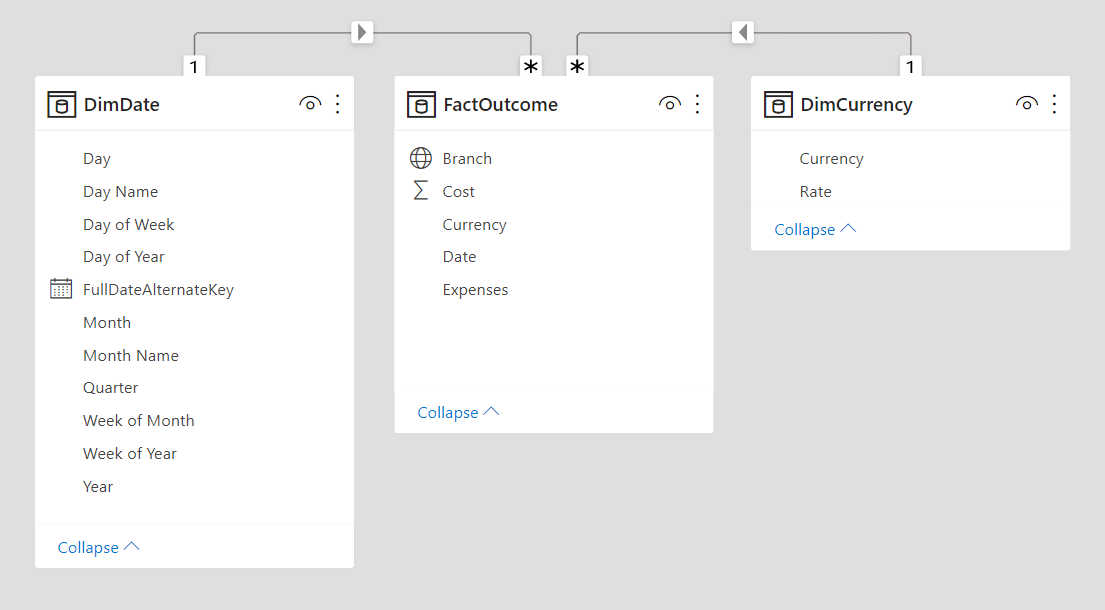 1
*
*
1
DimDate
Day
Day Name
Day of Week
Day of Year
FullDateAlternateKey
Month
Month Name
Quarter
Week of Month
Week of Year
Year
Collapse
FactOutcome
Branch
Σ Cost
Currency
Date
Expenses
Collapse
DimCurrency
Currency
Rate
Collapse